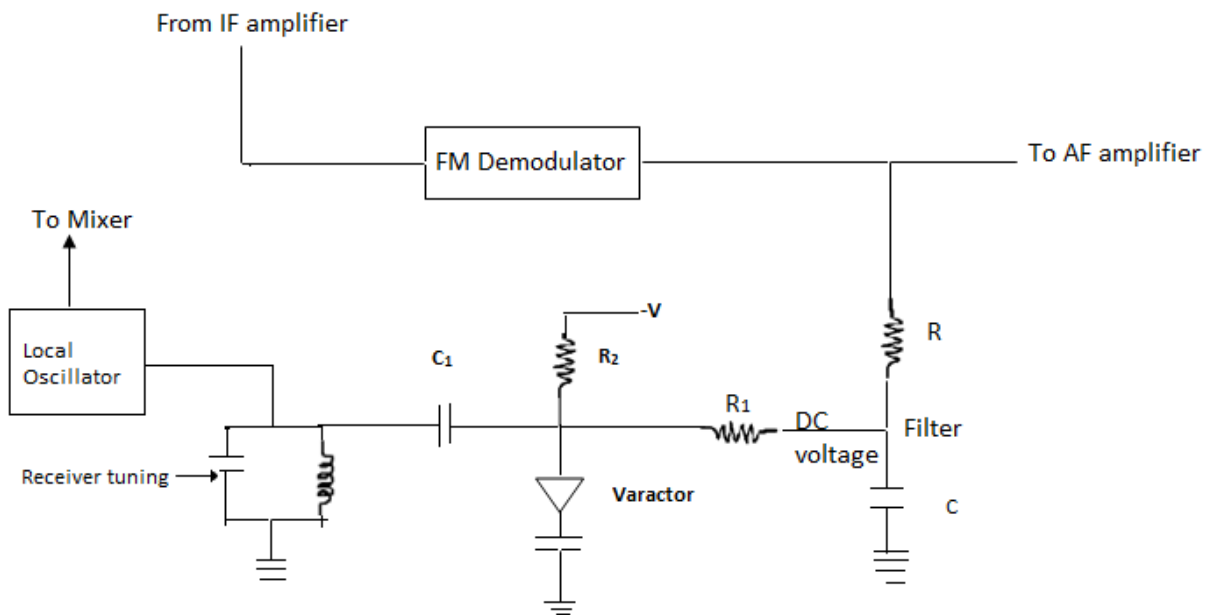 From IF amplifier
FM Demodulator
To AF amplifier
To Mixer
Local
Oscillator
C₁
-V
R₂
R
R1
DC
voltage
Filter
Receiver tuning
Varactor
C